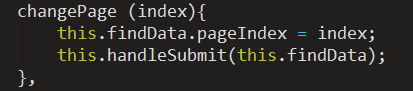 changePage (index){
    this.findData.pageIndex = index;
    this.handleSubmit(this.findData);
},